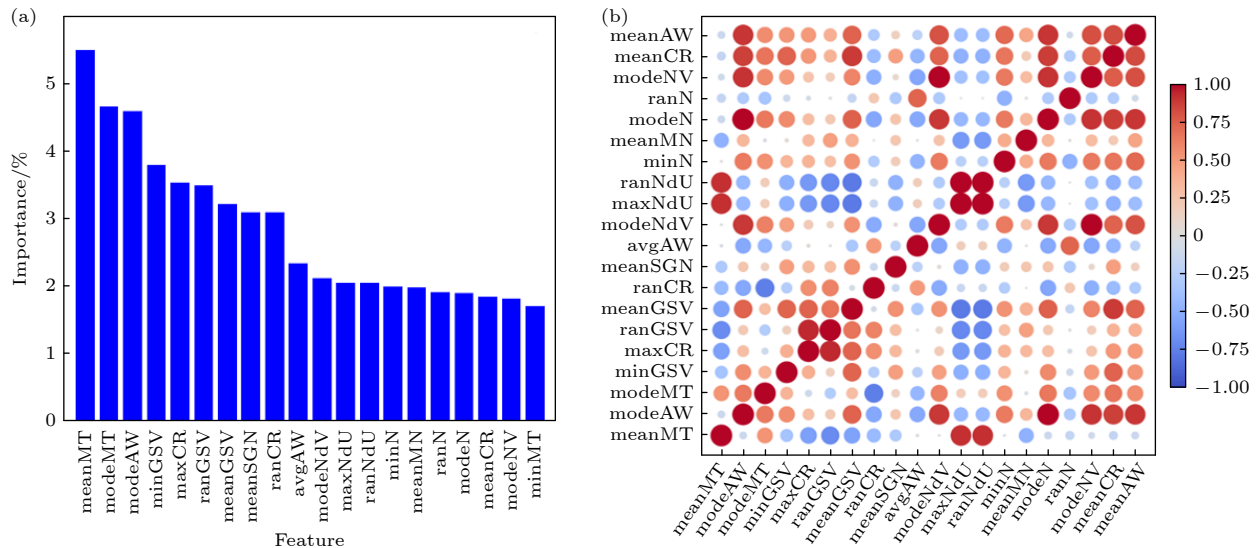 (a)
Importance/%
5
4
3
2
1
0
meanMT
modeMT
modeAW
minGSV
maxCR
ranGSV
meanGSV
meanSGN
ranCR
avgAW
modeNdV
maxNdU
ranNdU
minN
meanMN
ranN
modeN
meanCR
modeNV
minMT
Feature
(b)
meanAW
meanCR
modeNV
ranN
modeN
meanMN
minN
ranNdU
maxNdU
modeNdV
avgAW
meanSGN
ranCR
meanGSV
ranGSV
maxCR
minGSV
modeMT
modeAW
meanMT
meanMT
modeAW
modeMT
minGSV
maxCR
ranGSV
meanGSV
ranCR
meanSGN
avgAW
modeNdV
maxNdU
ranNdU
minN
meanMN
modeN
ranN
modeNV
meanCR
meanAW
1.00
0.75
0.50
0.25
0
−0.25
−0.50
−0.75
−1.00